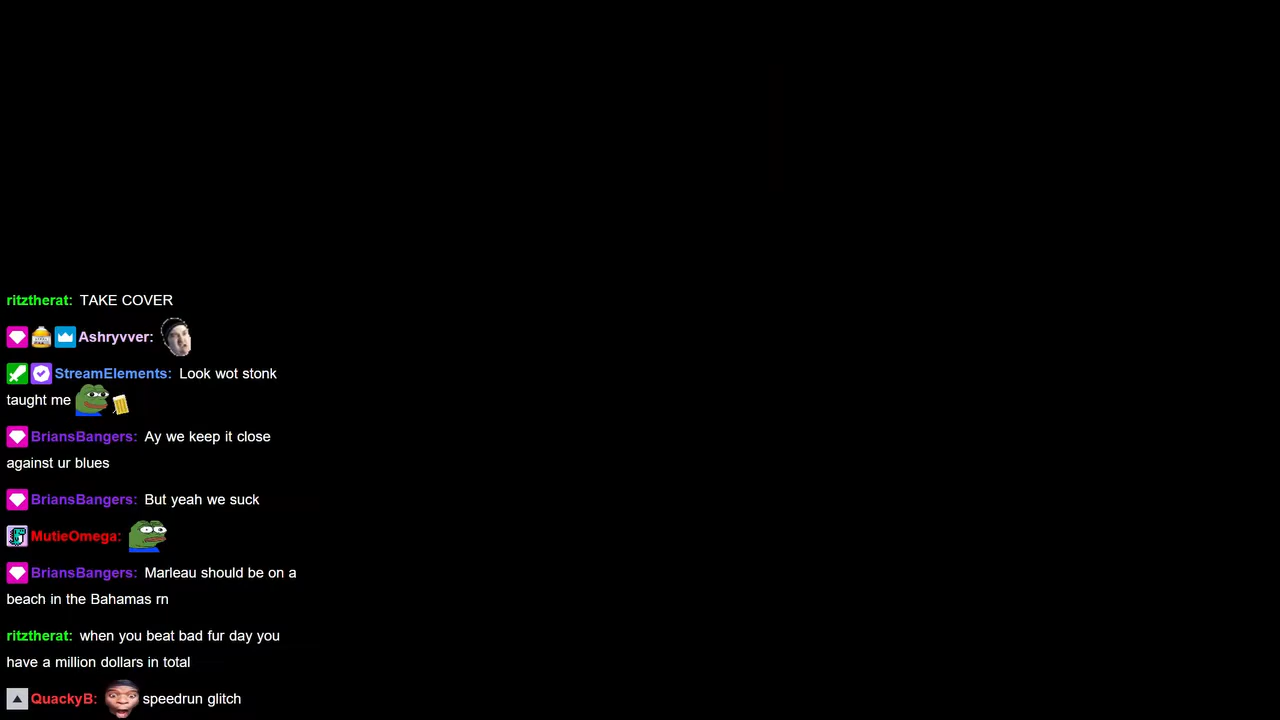 ritztherat: TAKE COVER
Ashryvver:
StreamElements: Look wot stonk
taught me
BriansBangers: Ay we keep it close
against ur blues
BriansBangers: But yeah we suck
MutieOmega:
BriansBangers: Marleau should be on a
beach in the Bahamas rn
ritztherat: when you beat bad fur day you
have a million dollars in total
QuackyB: speedrun glitch